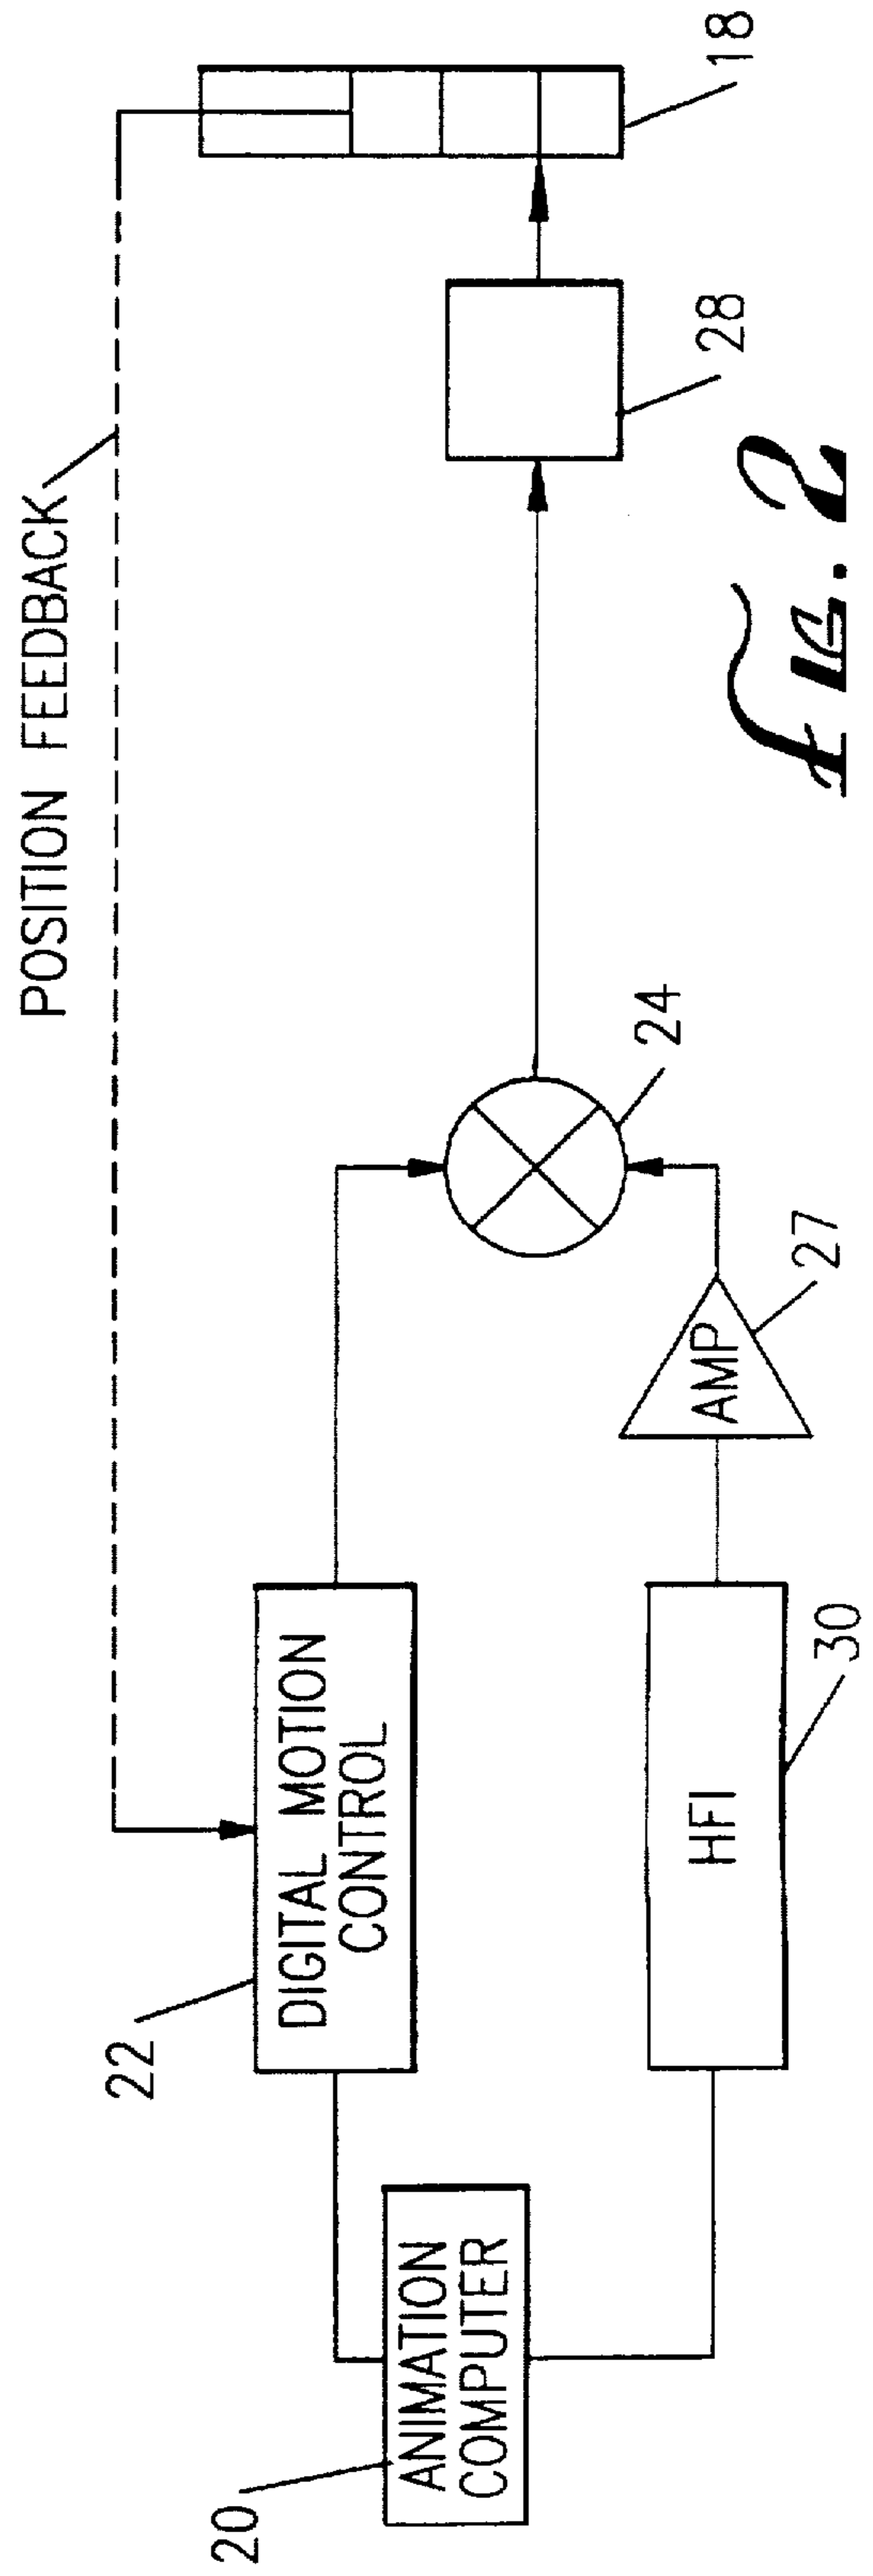 POSITION FEEDBACK
22
DIGITAL MOTION
CONTROL
20
ANIMATION
COMPUTER
HFI
30
AMP
27
24
28
18
FIG. 2